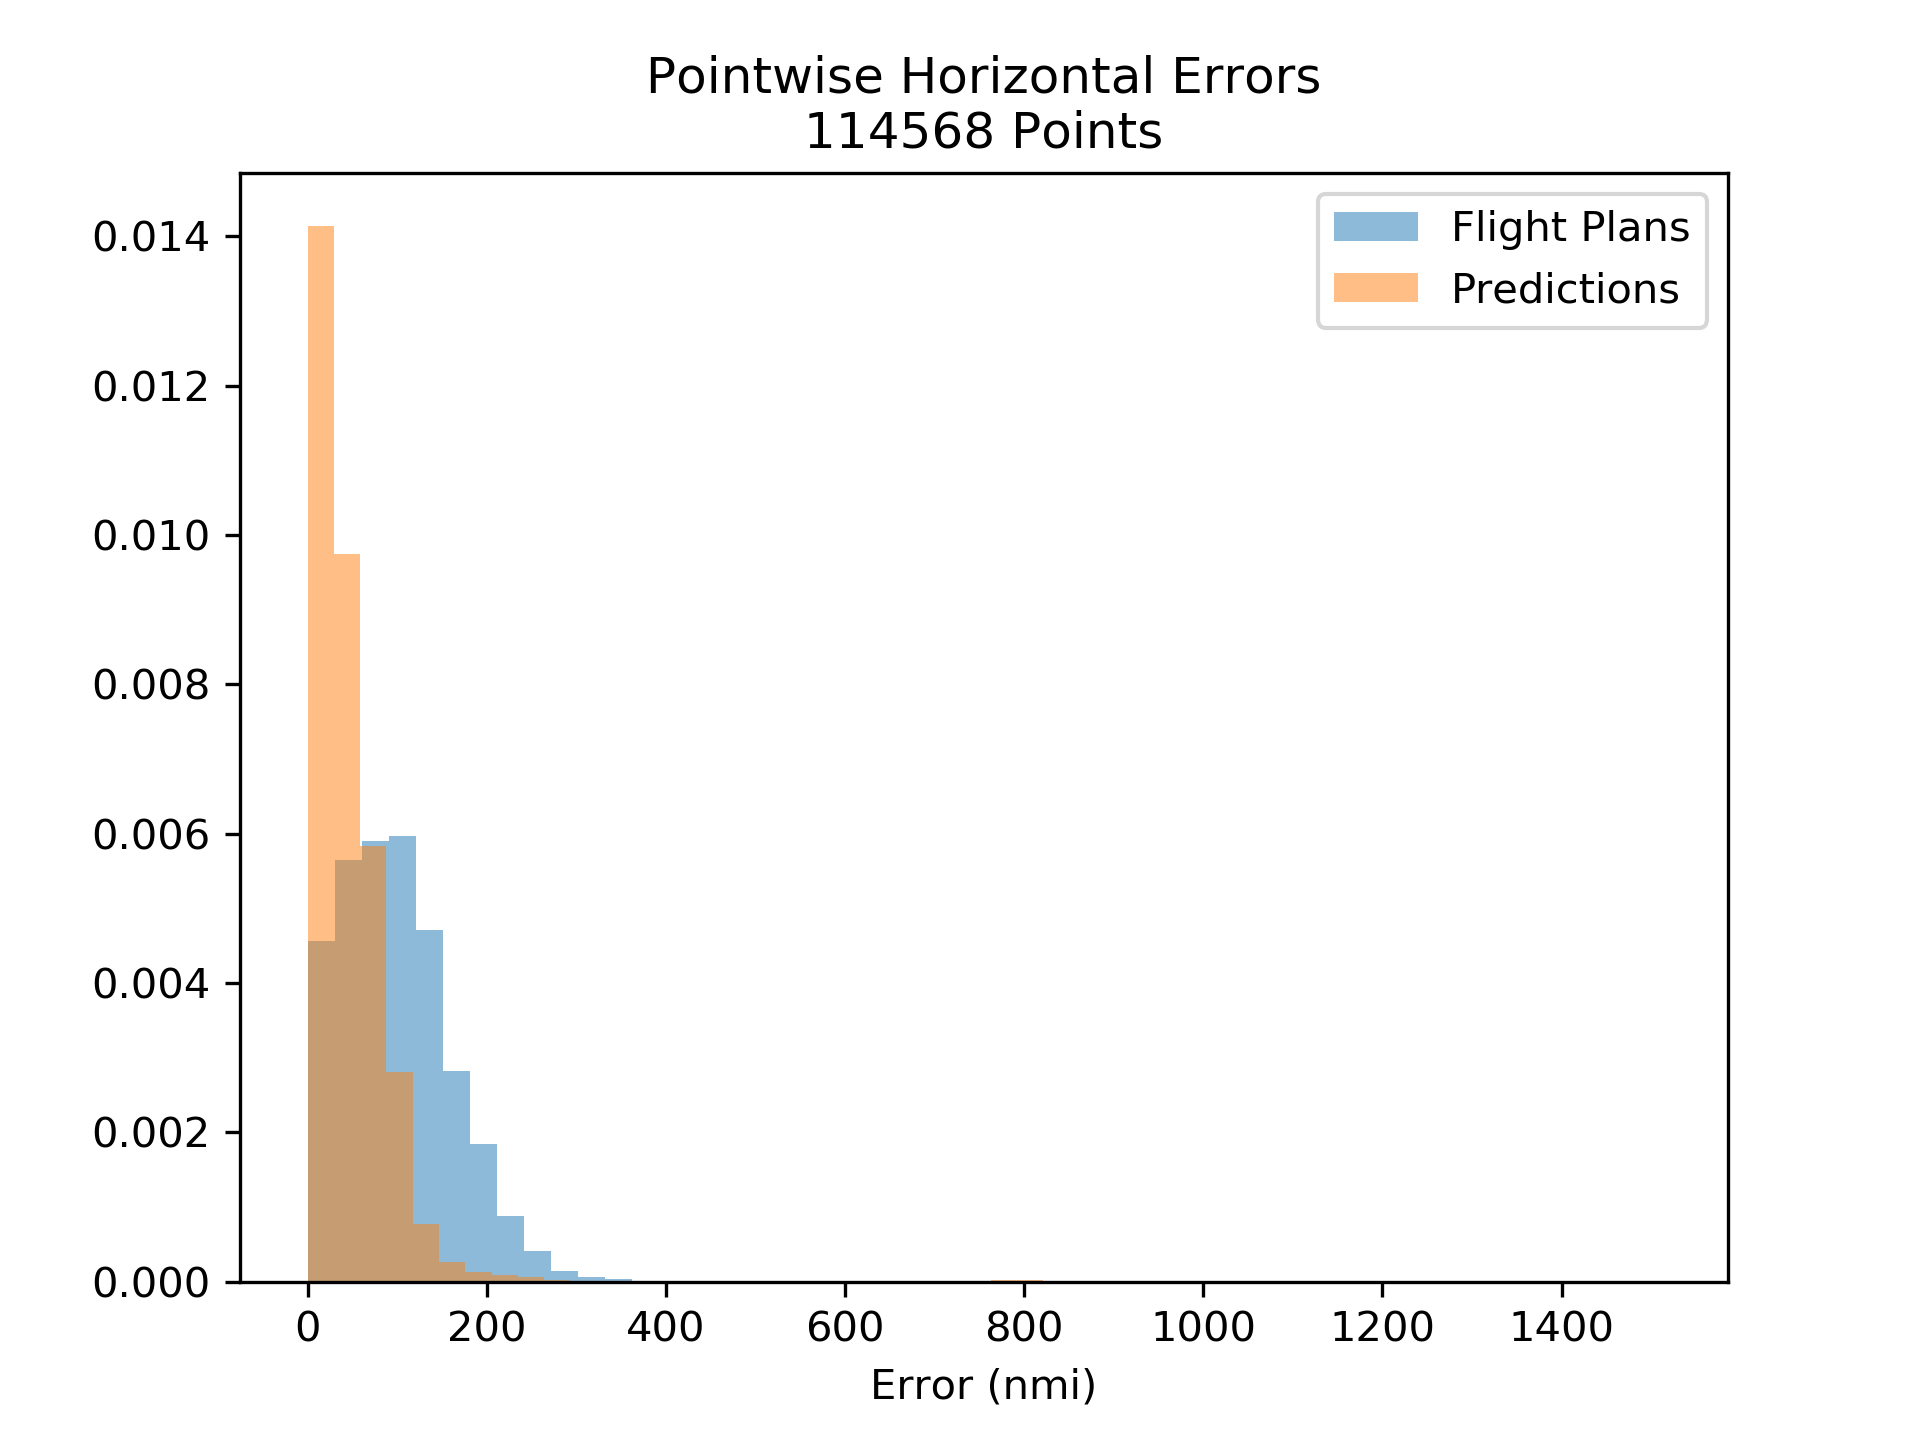 Pointwise Horizontal Errors
114568 Points
Flight Plans
Predictions
0.014
0.012
0.010
0.008
0.006
0.004
0.002
0.000
0 200 400 600 800 1000 1200 1400
Error (nmi)